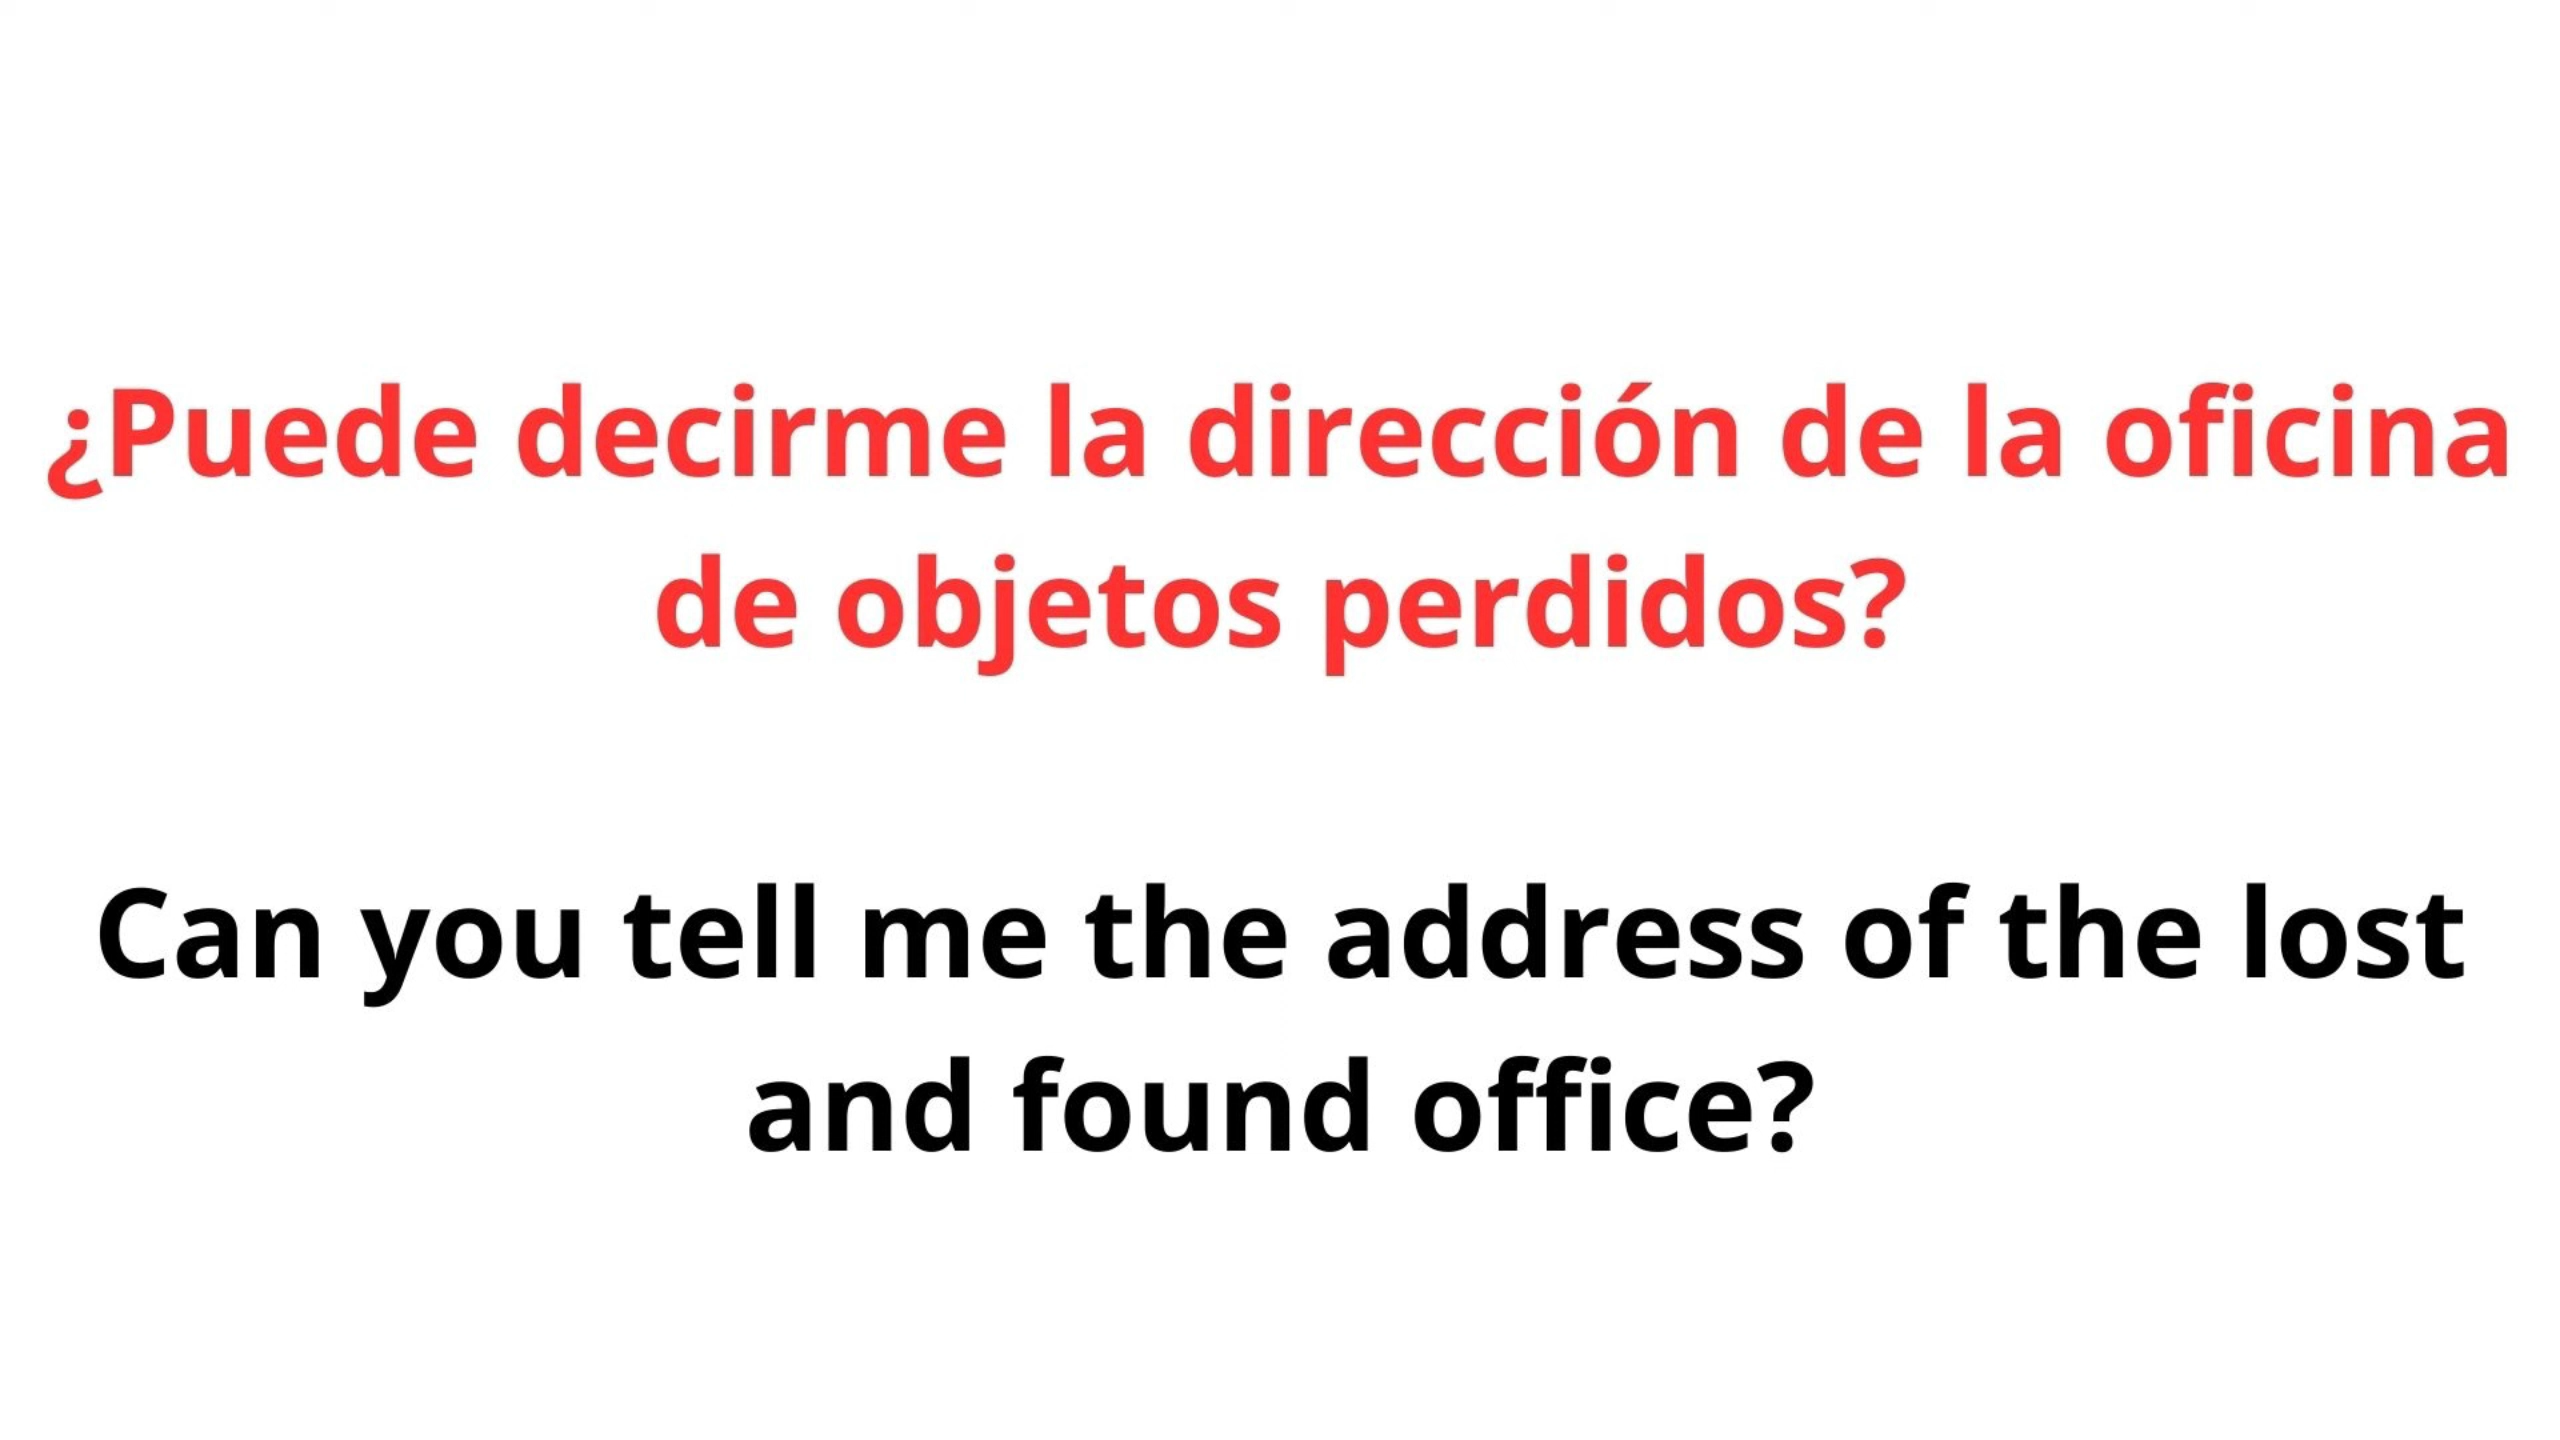 ¿Puede decirme la dirección de la oficina
de objetos perdidos?
Can you tell me the address of the lost
and found office?